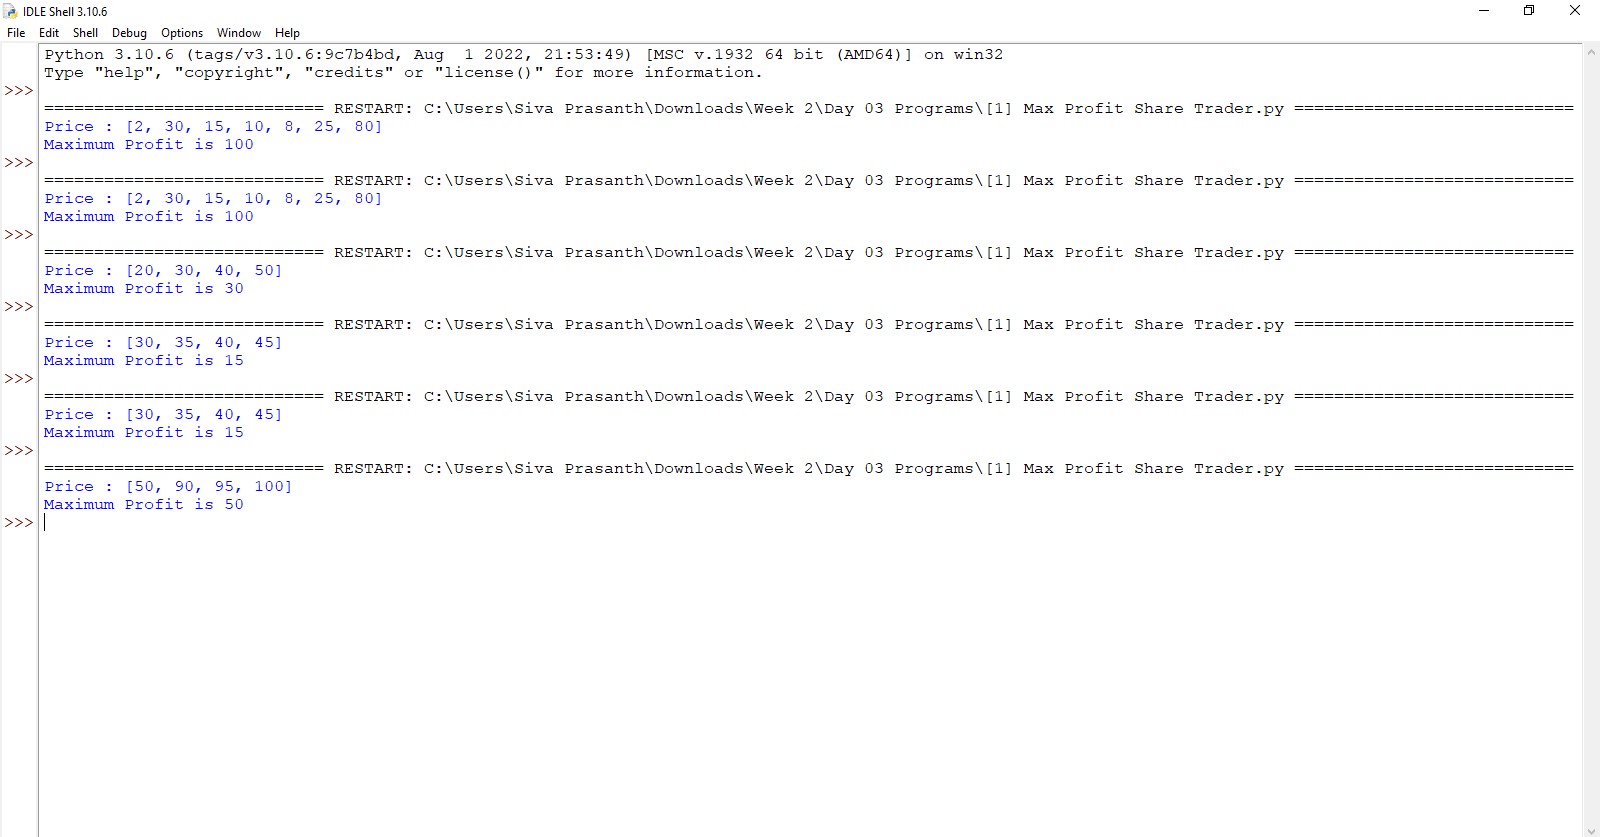 IDLE Shell 3.10.6
File Edit Shell Debug Options Window Help
Python 3.10.6 (tags/v3.10.6:9c7b4bd, Aug  1 2022, 21:53:49) [MSC v.1932 64 bit (AMD64)] on win32
Type "help", "copyright", "credits" or "license()" for more information.
>>>
============================ RESTART: C:\Users\Siva Prasanth\Downloads\Week 2\Day 03 Programs\[1] Max Profit Share Trader.py ============================
Price : [2, 30, 15, 10, 8, 25, 80]
Maximum Profit is 100
>>>
============================ RESTART: C:\Users\Siva Prasanth\Downloads\Week 2\Day 03 Programs\[1] Max Profit Share Trader.py ============================
Price : [2, 30, 15, 10, 8, 25, 80]
Maximum Profit is 100
>>>
============================ RESTART: C:\Users\Siva Prasanth\Downloads\Week 2\Day 03 Programs\[1] Max Profit Share Trader.py ============================
Price : [20, 30, 40, 50]
Maximum Profit is 30
>>>
============================ RESTART: C:\Users\Siva Prasanth\Downloads\Week 2\Day 03 Programs\[1] Max Profit Share Trader.py ============================
Price : [30, 35, 40, 45]
Maximum Profit is 15
>>>
============================ RESTART: C:\Users\Siva Prasanth\Downloads\Week 2\Day 03 Programs\[1] Max Profit Share Trader.py ============================
Price : [30, 35, 40, 45]
Maximum Profit is 15
>>>
============================ RESTART: C:\Users\Siva Prasanth\Downloads\Week 2\Day 03 Programs\[1] Max Profit Share Trader.py ============================
Price : [50, 90, 95, 100]
Maximum Profit is 50
>>>